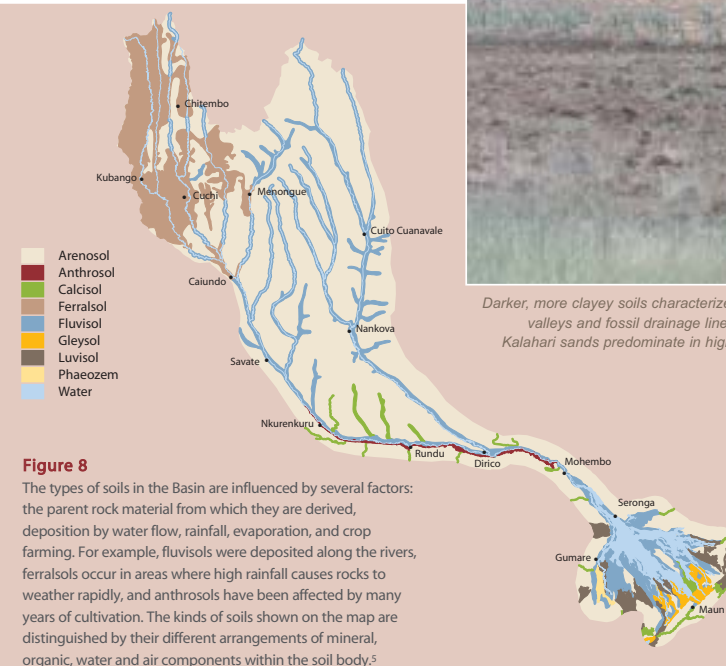 Chitembo
Kubango
Cuchi
Menongue
Cuito Cuanavale
Caiundo
Nankova
Savate
Nkurenkuru
Rundu
Dirico
Mohembo
Seronga
Gumare
Maun
Arenosol
Anthrosol
Calcisol
Ferralsol
Fluvisol
Gleysol
Luvisol
Phaeozem
Water
Darker, more clayey soils characterize
valleys and fossil drainage line
Kalahari sands predominate in hig
Figure 8
The types of soils in the Basin are influenced by several factors:
the parent rock material from which they are derived,
deposition by water flow, rainfall, evaporation, and crop
farming. For example, fluvisols were deposited along the rivers,
ferralsols occur in areas where high rainfall causes rocks to
weather rapidly, and anthrosols have been affected by many
years of cultivation. The kinds of soils shown on the map are
distinguished by their different arrangements of mineral,
organic, water and air components within the soil body.5